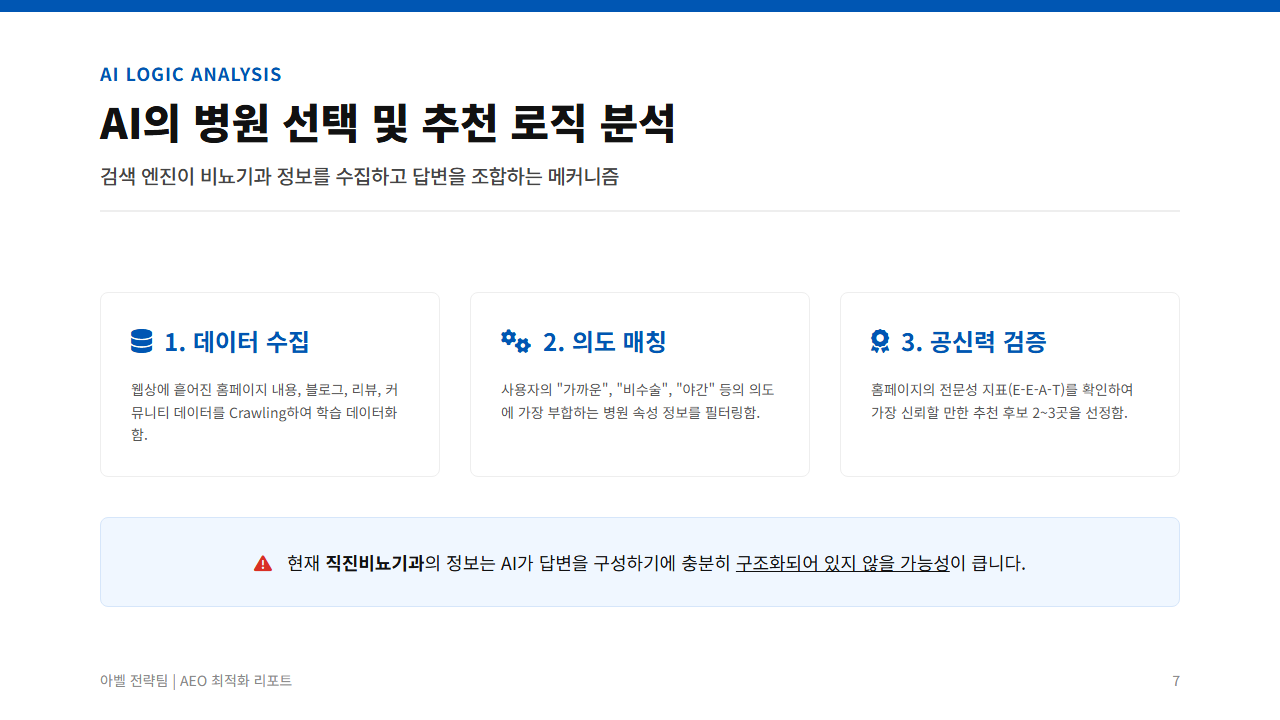 AI LOGIC ANALYSIS
AI의 병원 선택 및 추천 로직 분석
검색 엔진이 비뇨기과 정보를 수집하고 답변을 조합하는 메커니즘
1. 데이터 수집
웹상에 흩어진 홈페이지 내용, 블로그, 리뷰, 커
뮤니티 데이터를 Crawling하여 학습 데이터화
함.
2. 의도 매칭
사용자의 "가까운", "비수술", "야간" 등의 의도
에 가장 부합하는 병원 속성 정보를 필터링함.
3. 공신력 검증
홈페이지의 전문성 지표(E-E-A-T)를 확인하여
가장 신뢰할 만한 추천 후보 2~3곳을 선정함.
현재 직진비뇨기과의 정보는 AI가 답변을 구성하기에 충분히 구조화되어 있지 않을 가능성이 큽니다.
아벨 전략팀 | AEO 최적화 리포트
7